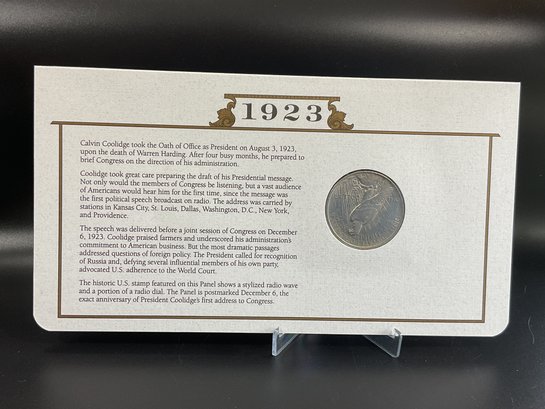 1923
Calvin Coolidge took the Oath of Office as President on August 3, 1923,
upon the death of Warren Harding. After four busy months, he prepared to
brief Congress on the direction of his administration.
Coolidge took great care preparing the draft of his Presidential message.
Not only would the members of Congress be listening, but a vast audience
of Americans would hear him for the first time, since the message was
the first political speech broadcast on radio. The address was carried by
stations in Kansas City, St. Louis, Dallas, Washington, D.C., New York,
and Providence.
The speech was delivered before a joint session of Congress on December
6, 1923. Coolidge praised farmers and underscored his administration's
commitment to American business. But the most dramatic passages
addressed questions of foreign policy. The President called for recognition
of Russia and, defying several influential members of his own party,
advocated U.S. adherence to the World Court.
The historic U.S. stamp featured on this Panel shows a stylized radio wave
and a portion of a radio dial. The Panel is postmarked December 6, the
exact anniversary of President Coolidge's first address to Congress.